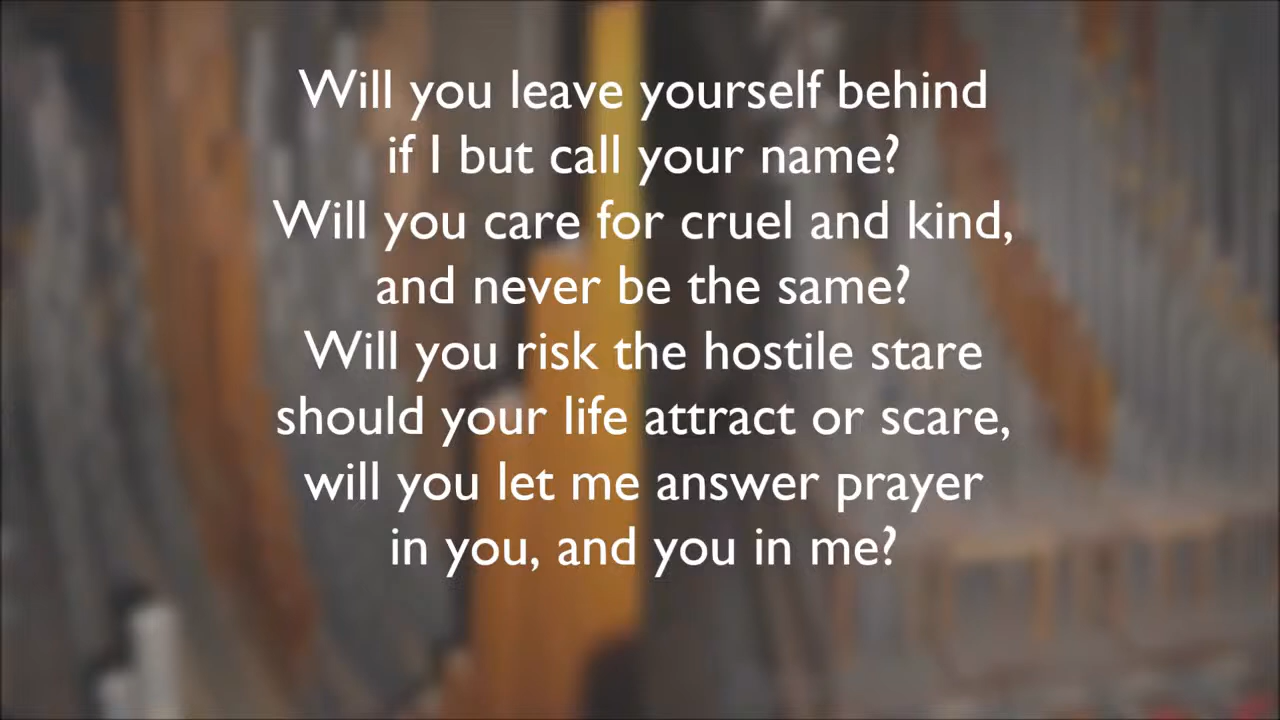 Will you leave yourself behind
if I but call your name?
Will you care for cruel and kind,
and never be the same?
Will you risk the hostile stare
should your life attract or scare,
will you let me answer prayer
in you, and you in me?